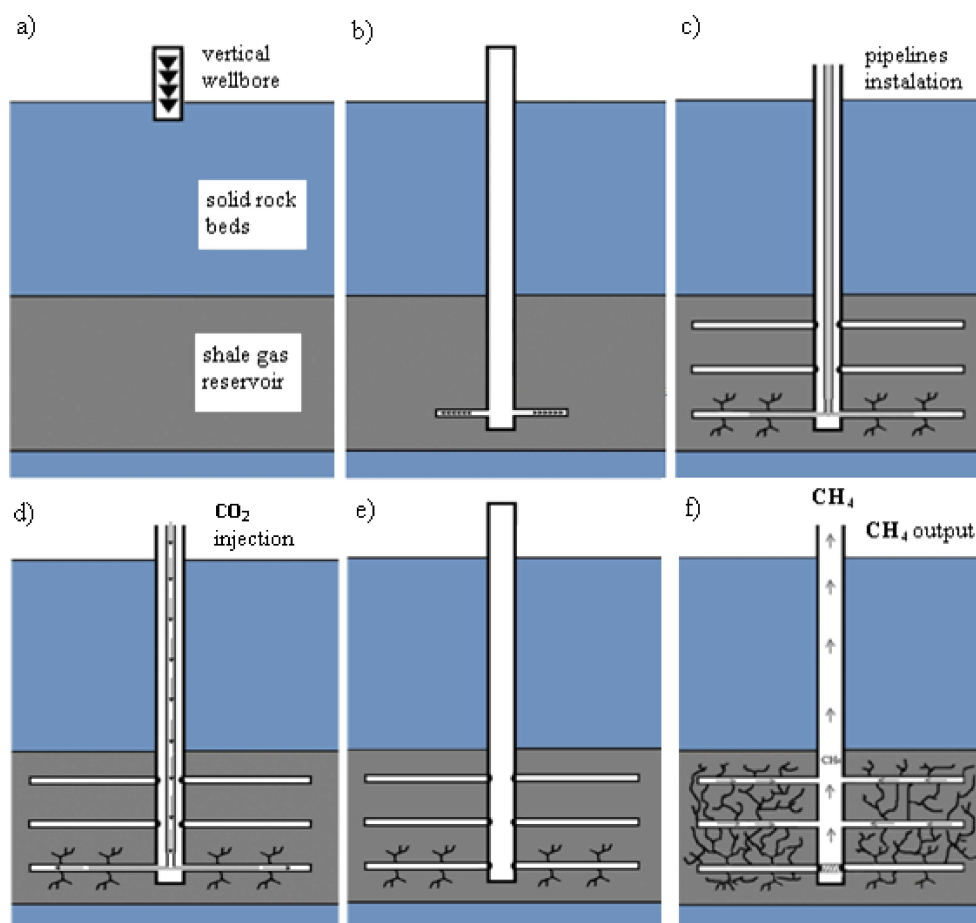 a)
vertical
wellbore
solid rock
beds
shale gas
reservoir
b)
c)
pipelines
instalation
d)
CO₂
injection
e)
f)
CH₄
CH₄ output
CH₄